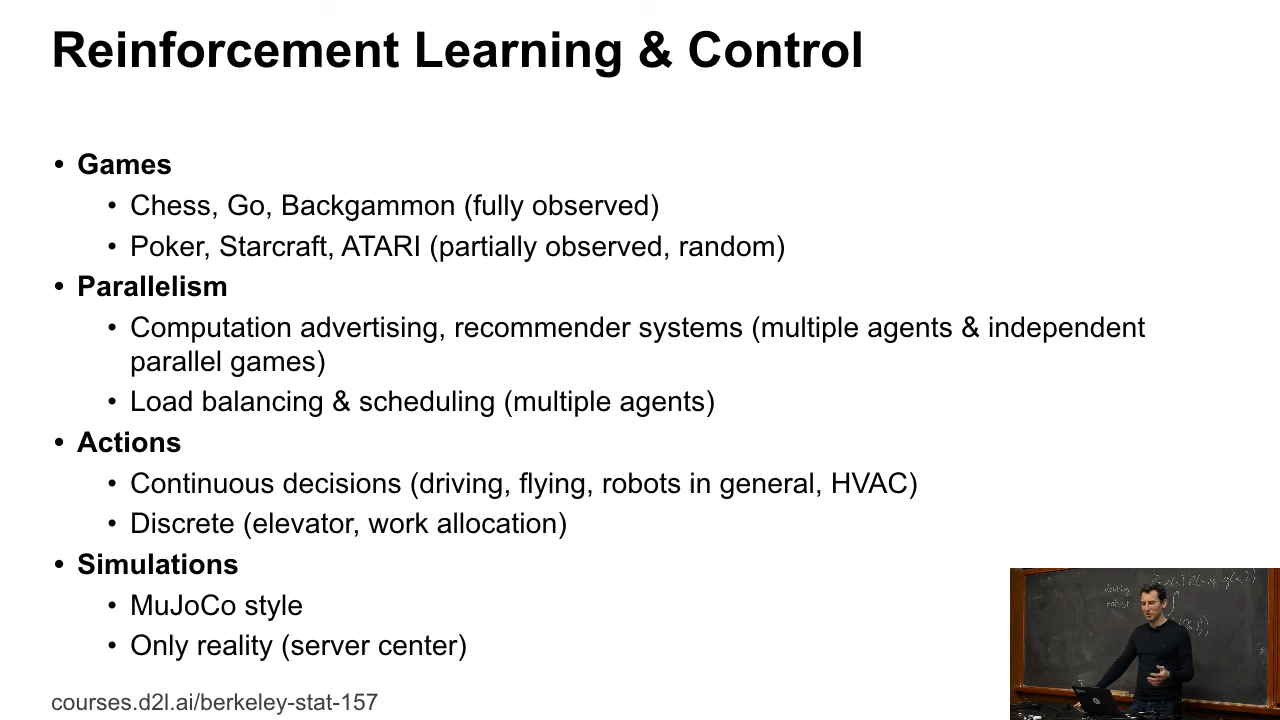 Reinforcement Learning & Control
• Games
• Chess, Go, Backgammon (fully observed)
• Poker, Starcraft, ATARI (partially observed, random)
• Parallelism
• Computation advertising, recommender systems (multiple agents & independent
parallel games)
• Load balancing & scheduling (multiple agents)
• Actions
• Continuous decisions (driving, flying, robots in general, HVAC)
• Discrete (elevator, work allocation)
• Simulations
• MuJoCo style
• Only reality (server center)
courses.d2l.ai/berkeley-stat-157